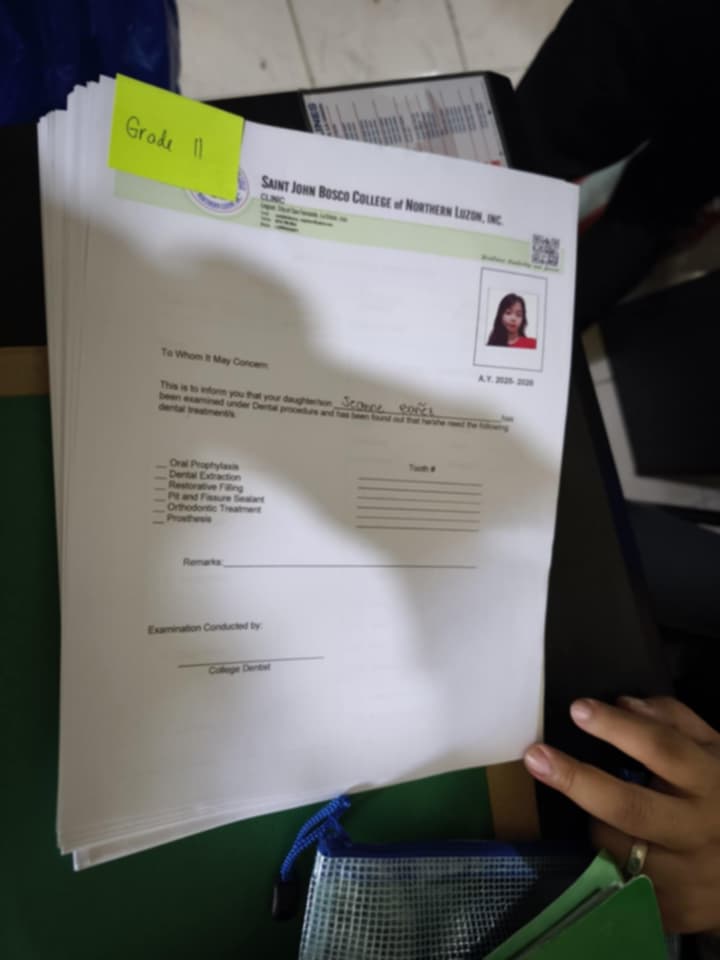 Grade 11
SAINT JOHN BOSCO COLLEGE of NORTHERN LUZON, INC.
CLINIC
A.Y. 2025- 2026
To Whom It May Concern:
This is to inform you that your daughter/son Jeanne has
been examined under Dental procedure and has been found out that he/she need the following
dental treatment/s.
Tooth #
__ Oral Prophylaxis
__ Dental Extraction
__ Restorative Filling
__ Pit and Fissure Sealant
__ Orthodontic Treatment
__ Prosthesis
Remarks:
Examination Conducted by:
College Dentist